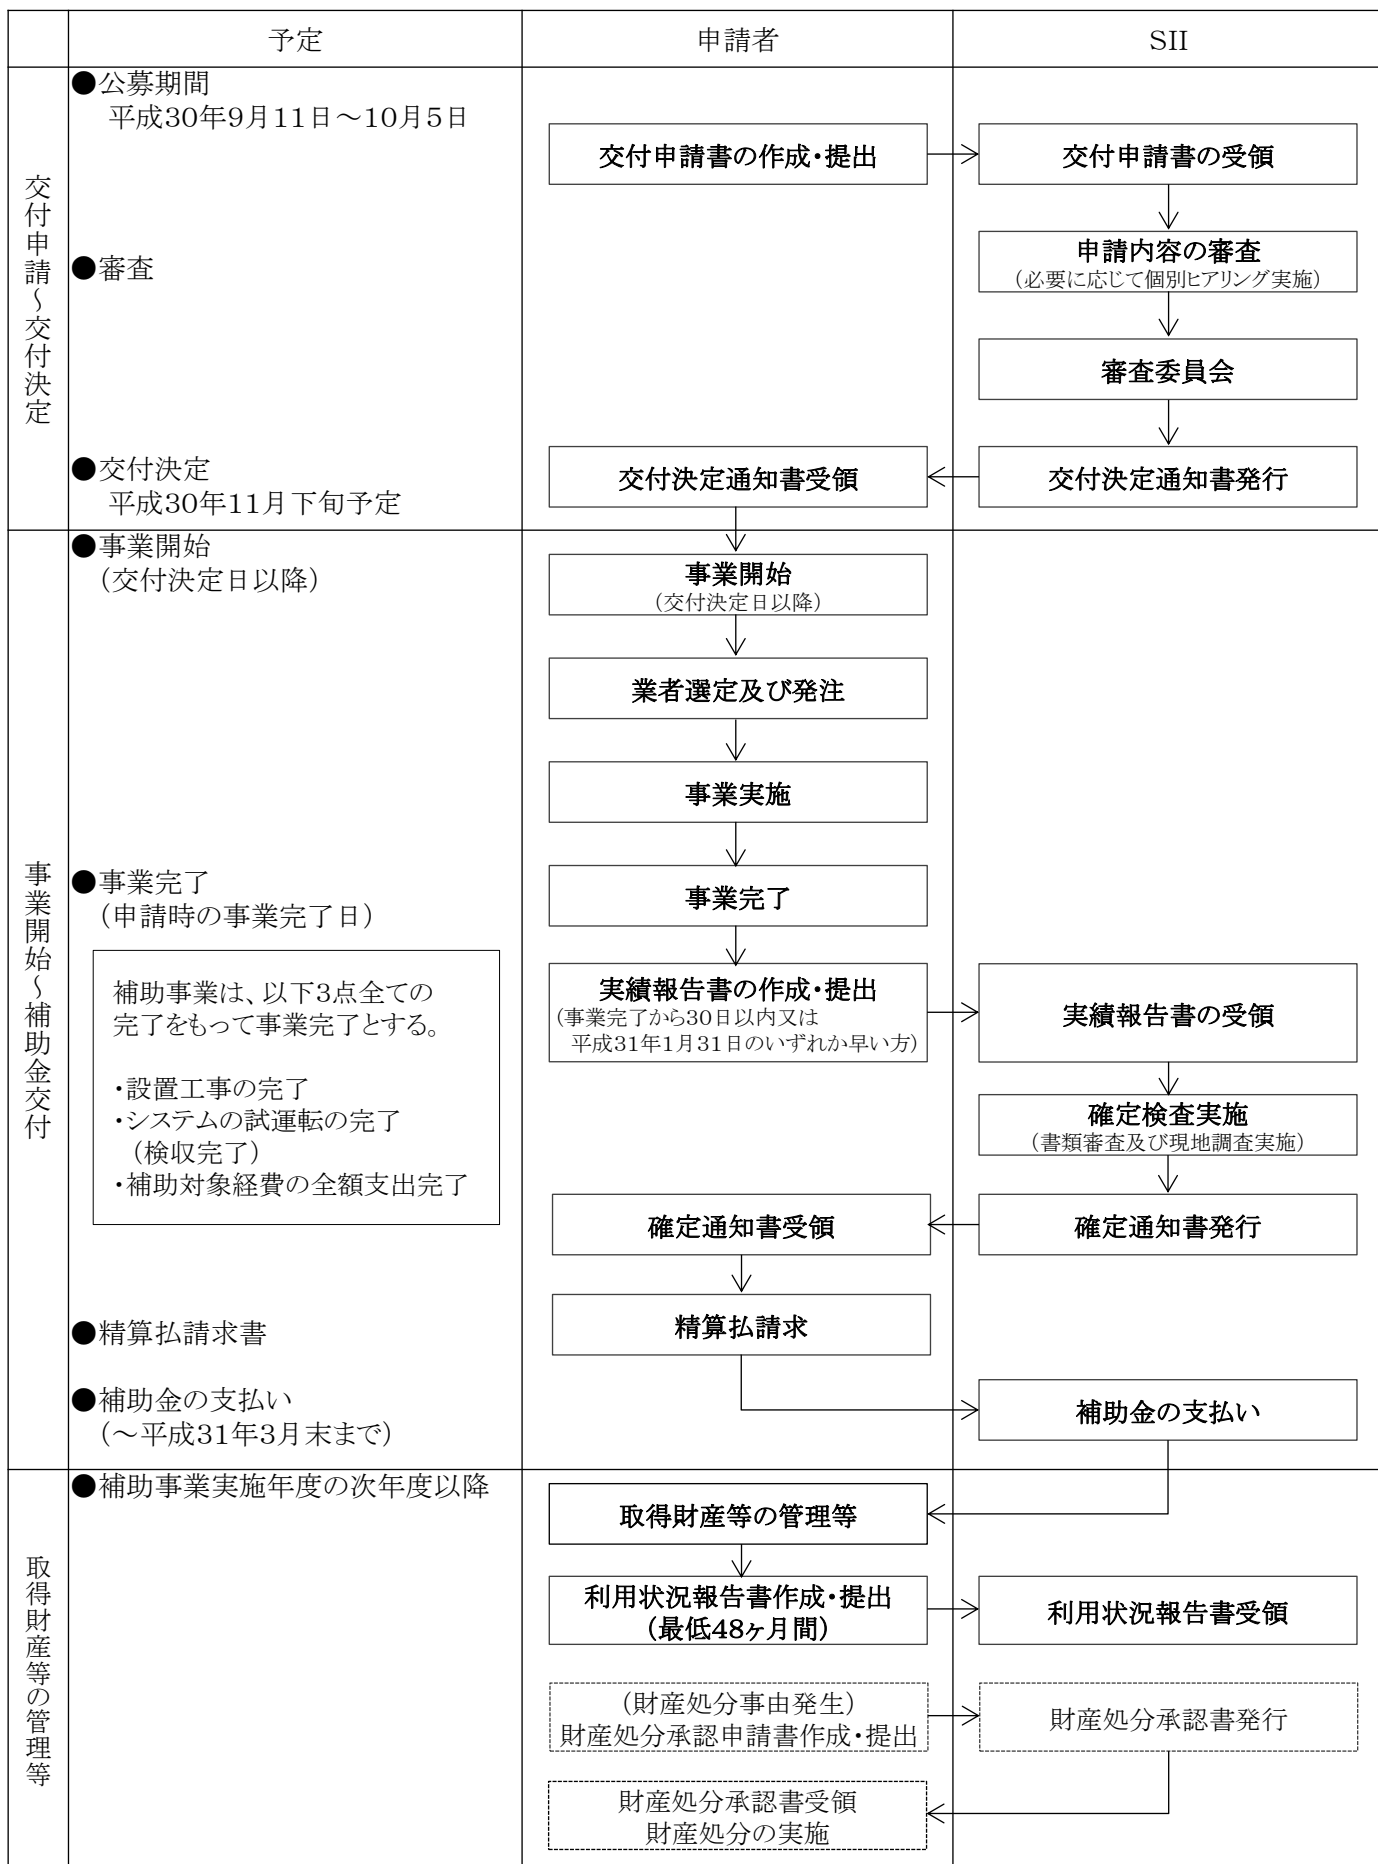 予定
申請者
SII
交付申請～交付決定
●公募期間
平成30年9月11日～10月5日
交付申請書の作成・提出
交付申請書の受領
●審査
申請内容の審査
（必要に応じて個別ヒアリング実施）
審査委員会
●交付決定
平成30年11月下旬予定
交付決定通知書受領
交付決定通知書発行
事業開始～補助金交付
●事業開始
（交付決定日以降）
事業開始
（交付決定日以降）
業者選定及び発注
事業実施
●事業完了
（申請時の事業完了日）
事業完了
補助事業は、以下3点全ての
完了をもって事業完了とする。
・設置工事の完了
・システムの試運転の完了
（検収完了）
・補助対象経費の全額支出完了
実績報告書の作成・提出
（事業完了から30日以内又は
平成31年1月31日のいずれか早い方）
実績報告書の受領
確定検査実施
（書類審査及び現地調査実施）
確定通知書受領
確定通知書発行
●精算払請求書
精算払請求
●補助金の支払い
（～平成31年3月末まで）
補助金の支払い
取得財産等の管理等
●補助事業実施年度の次年度以降
取得財産等の管理等
利用状況報告書作成・提出
（最低48ヶ月間）
利用状況報告書受領
（財産処分事由発生）
財産処分承認申請書作成・提出
財産処分承認書発行
財産処分承認書受領
財産処分の実施